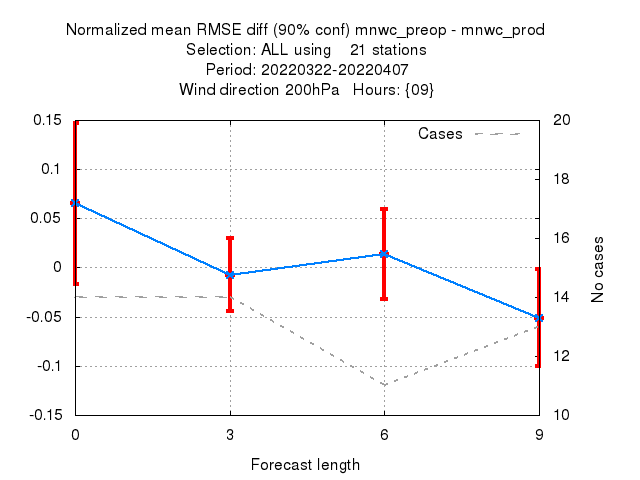 Normalized mean RMSE diff (90% conf) mnwc_preop - mnwc_prod
Selection: ALL using    21 stations
Period: 20220322-20220407
Wind direction 200hPa   Hours: {09}
Cases
0.15
0.1
0.05
0
-0.05
-0.1
-0.15
20
18
16
14
12
10
No cases
0 3 6 9
Forecast length